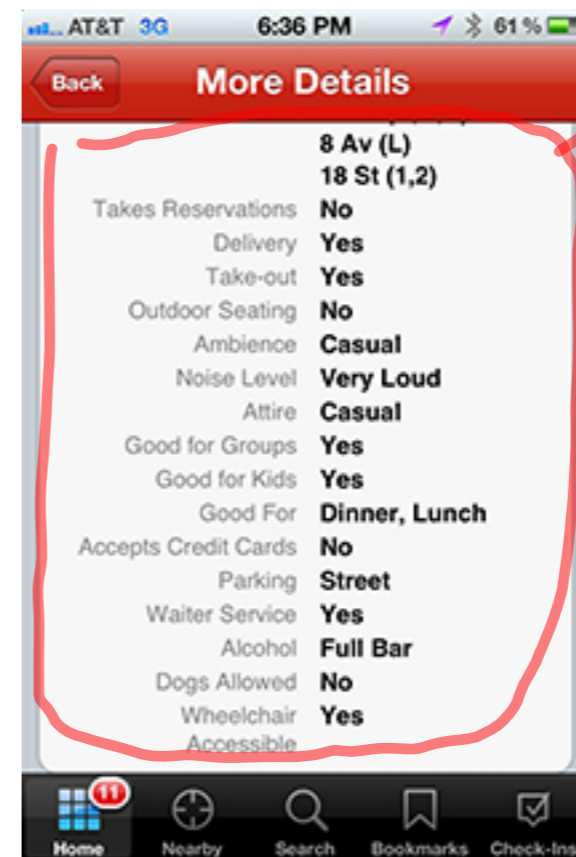 AT&T 3G 6:36 PM 61%
Back More Details
8 Av (L)
18 St (1,2)
Takes Reservations No
Delivery Yes
Take-out Yes
Outdoor Seating No
Ambience Casual
Noise Level Very Loud
Attire Casual
Good for Groups Yes
Good for Kids Yes
Good For Dinner, Lunch
Accepts Credit Cards No
Parking Street
Waiter Service Yes
Alcohol Full Bar
Dogs Allowed No
Wheelchair Yes
Accessible
11
Home Nearby Search Bookmarks Check-Ins